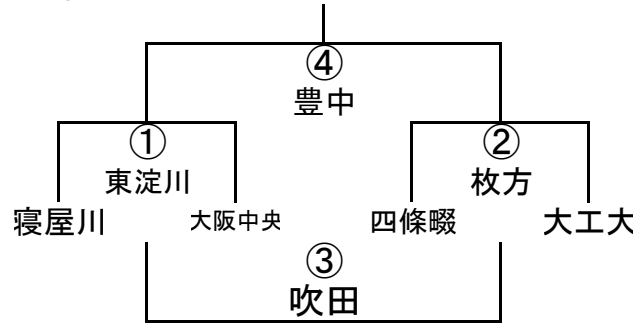 ④
豊中
① ②
東淀川 枚方
寝屋川 大阪中央 四條畷 大工大
③
吹田